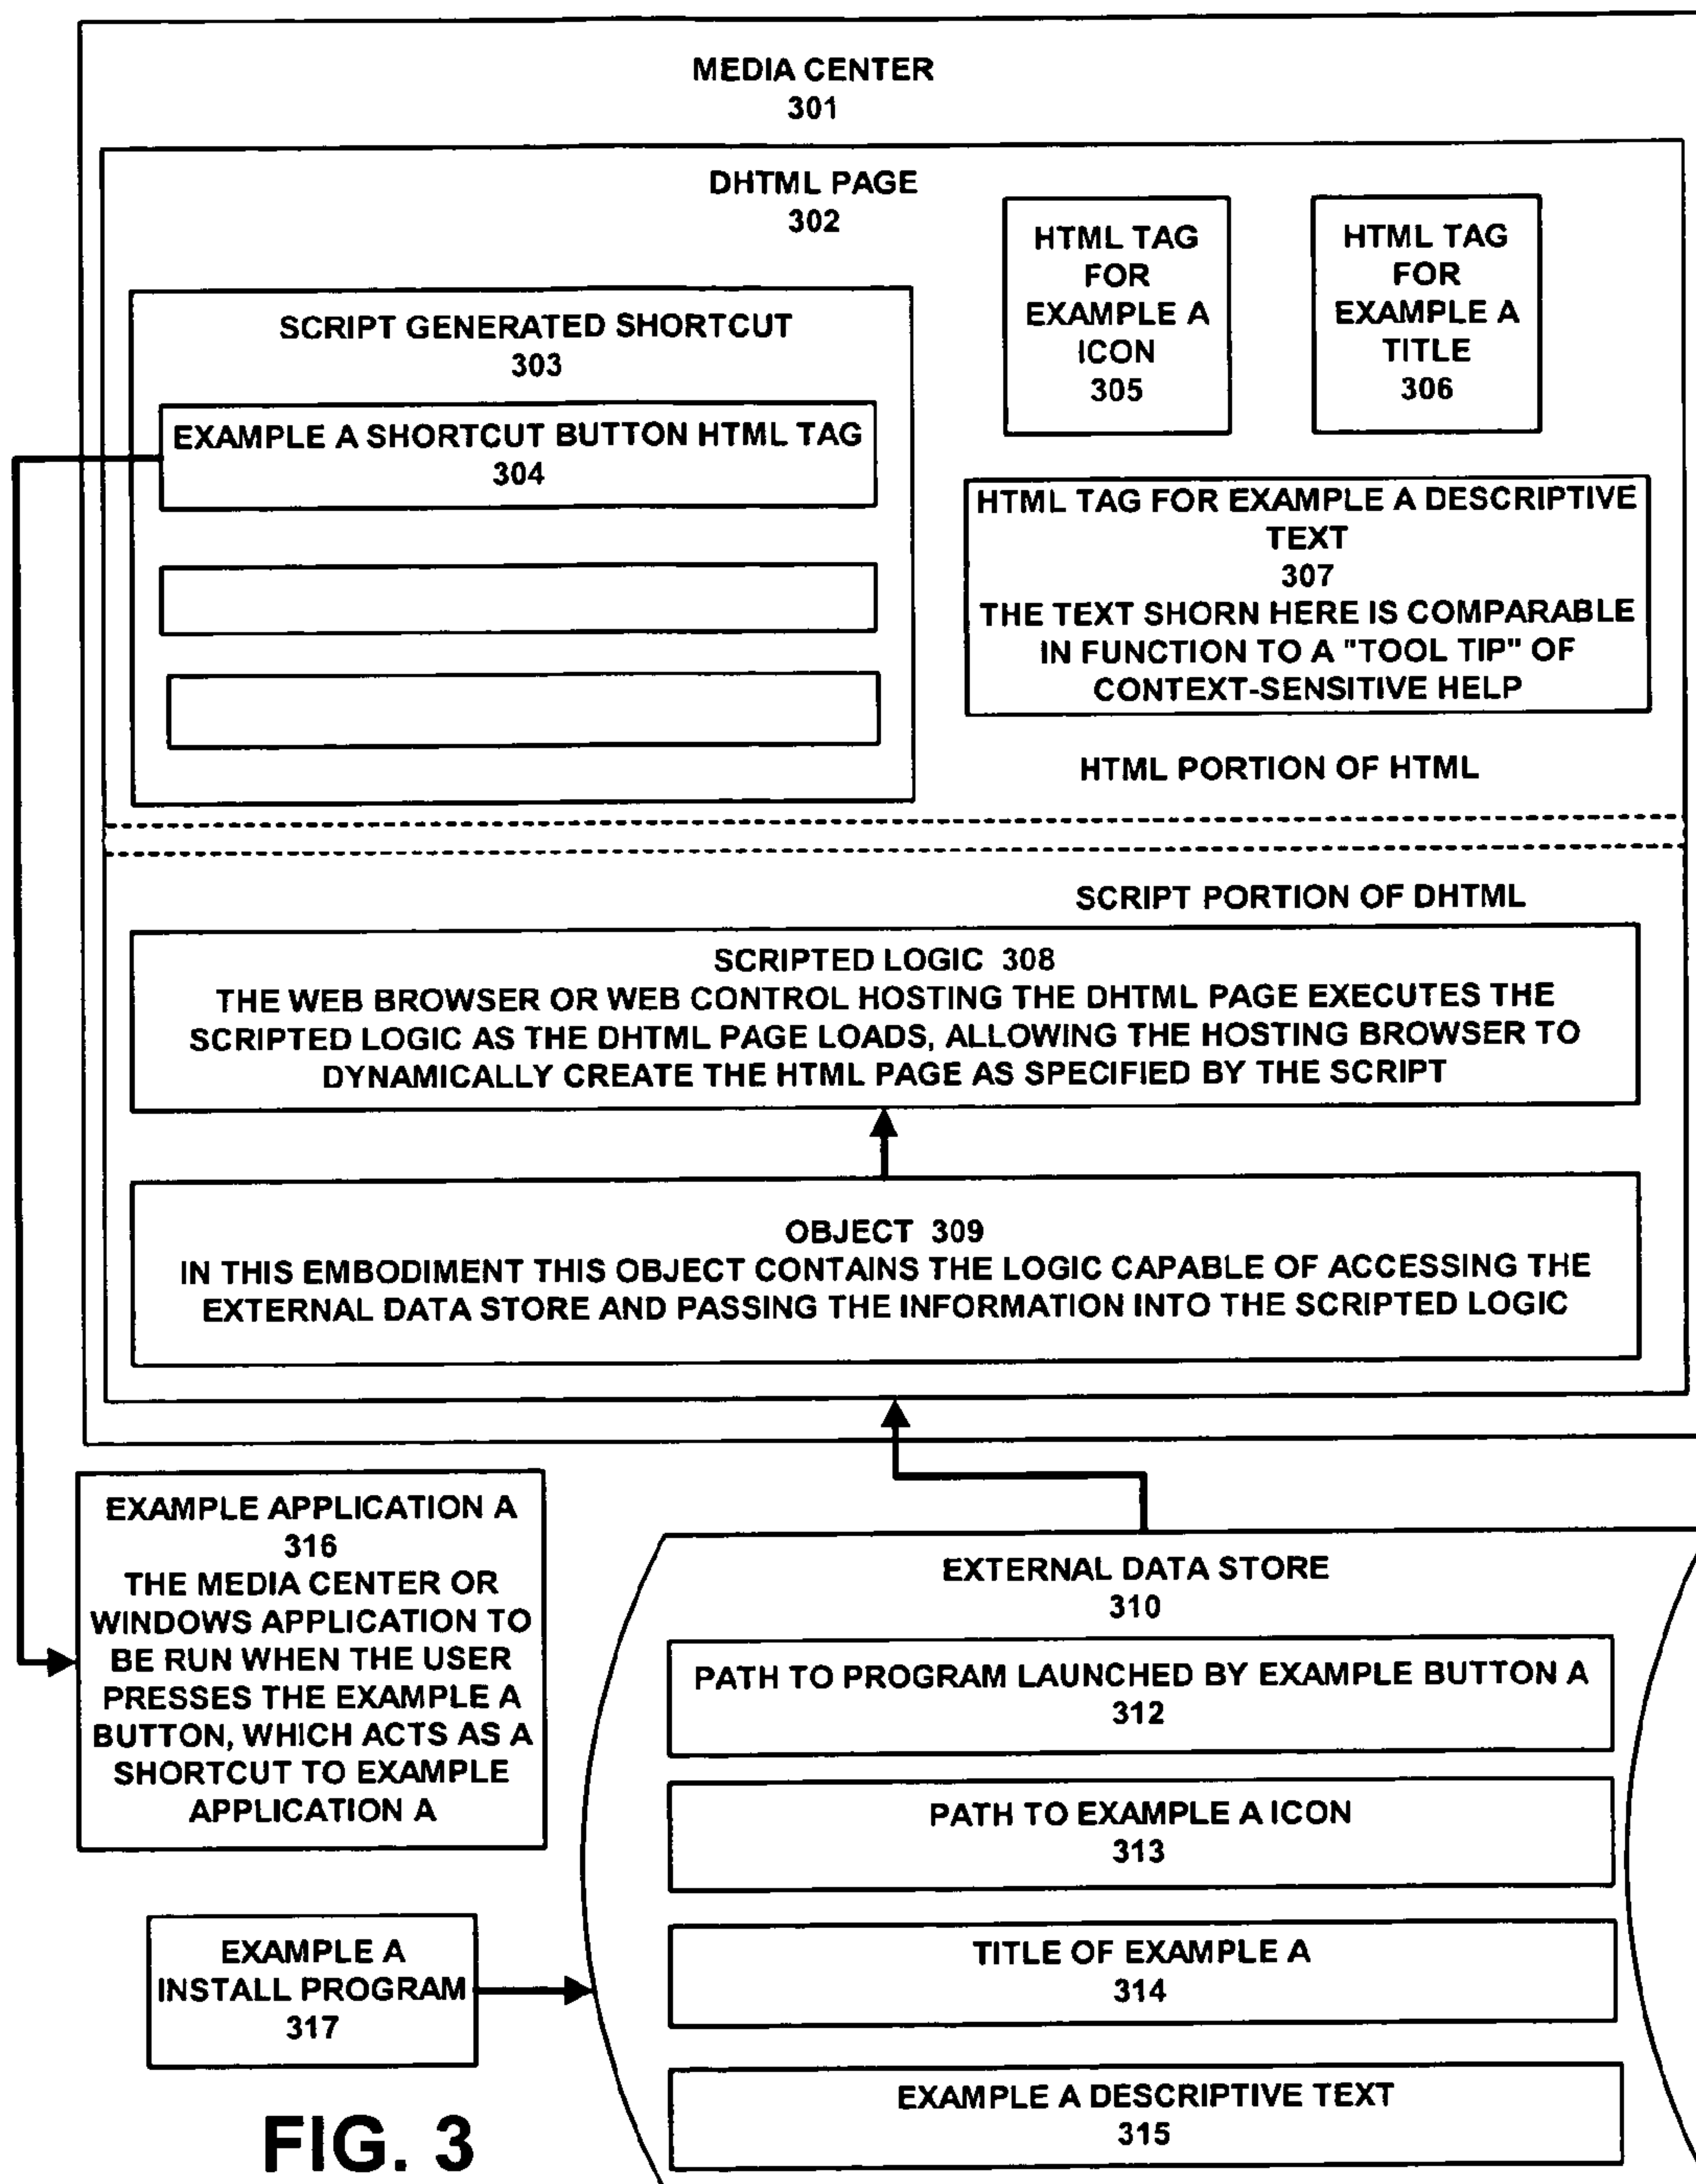 MEDIA CENTER
301
DHTML PAGE
302
SCRIPT GENERATED SHORTCUT
303
EXAMPLE A SHORTCUT BUTTON HTML TAG
304
HTML TAG
FOR
EXAMPLE A
ICON
305
HTML TAG
FOR
EXAMPLE A
TITLE
306
HTML TAG FOR EXAMPLE A DESCRIPTIVE
TEXT
307
THE TEXT SHORN HERE IS COMPARABLE
IN FUNCTION TO A "TOOL TIP" OF
CONTEXT-SENSITIVE HELP
HTML PORTION OF HTML
SCRIPT PORTION OF DHTML
SCRIPTED LOGIC 308
THE WEB BROWSER OR WEB CONTROL HOSTING THE DHTML PAGE EXECUTES THE
SCRIPTED LOGIC AS THE DHTML PAGE LOADS, ALLOWING THE HOSTING BROWSER TO
DYNAMICALLY CREATE THE HTML PAGE AS SPECIFIED BY THE SCRIPT
OBJECT 309
IN THIS EMBODIMENT THIS OBJECT CONTAINS THE LOGIC CAPABLE OF ACCESSING THE
EXTERNAL DATA STORE AND PASSING THE INFORMATION INTO THE SCRIPTED LOGIC
EXAMPLE APPLICATION A
316
THE MEDIA CENTER OR
WINDOWS APPLICATION TO
BE RUN WHEN THE USER
PRESSES THE EXAMPLE A
BUTTON, WHICH ACTS AS A
SHORTCUT TO EXAMPLE
APPLICATION A
EXTERNAL DATA STORE
310
PATH TO PROGRAM LAUNCHED BY EXAMPLE BUTTON A
312
PATH TO EXAMPLE A ICON
313
TITLE OF EXAMPLE A
314
EXAMPLE A DESCRIPTIVE TEXT
315
EXAMPLE A
INSTALL PROGRAM
317
FIG. 3